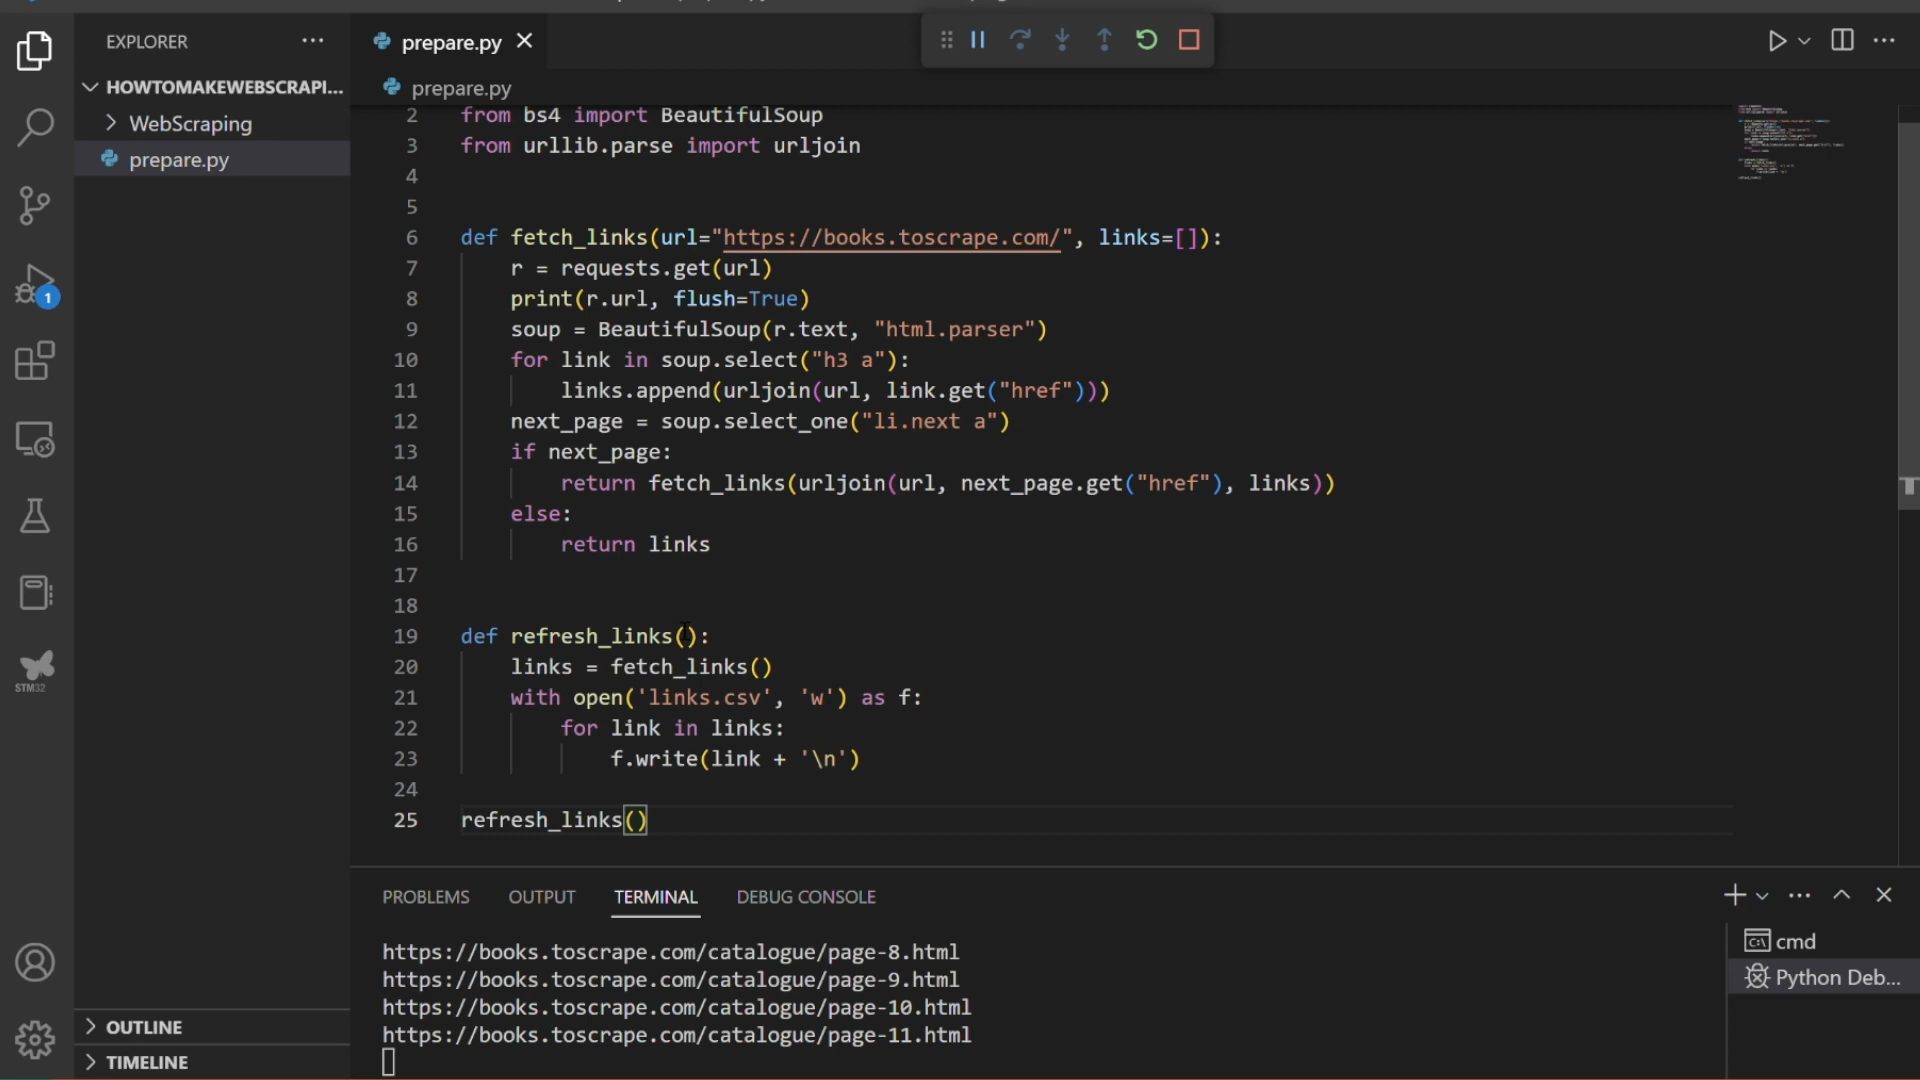 EXPLORER
HOWTOMAKEWEBSCRAPI...
WebScraping
prepare.py
1
STM32
OUTLINE
TIMELINE
prepare.py
prepare.py
2 from bs4 import BeautifulSoup
3 from urllib.parse import urljoin
4
5
6 def fetch_links(url="https://books.toscrape.com/", links=[]):
7 r = requests.get(url)
8 print(r.url, flush=True)
9 soup = BeautifulSoup(r.text, "html.parser")
10 for link in soup.select("h3 a"):
11 links.append(urljoin(url, link.get("href")))
12 next_page = soup.select_one("li.next a")
13 if next_page:
14 return fetch_links(urljoin(url, next_page.get("href"), links))
15 else:
16 return links
17
18
19 def refresh_links():
20 links = fetch_links()
21 with open('links.csv', 'w') as f:
22 for link in links:
23 f.write(link + '\n')
24
25 refresh_links()
PROBLEMS OUTPUT TERMINAL DEBUG CONSOLE
https://books.toscrape.com/catalogue/page-8.html
https://books.toscrape.com/catalogue/page-9.html
https://books.toscrape.com/catalogue/page-10.html
https://books.toscrape.com/catalogue/page-11.html
cmd
Python Deb...